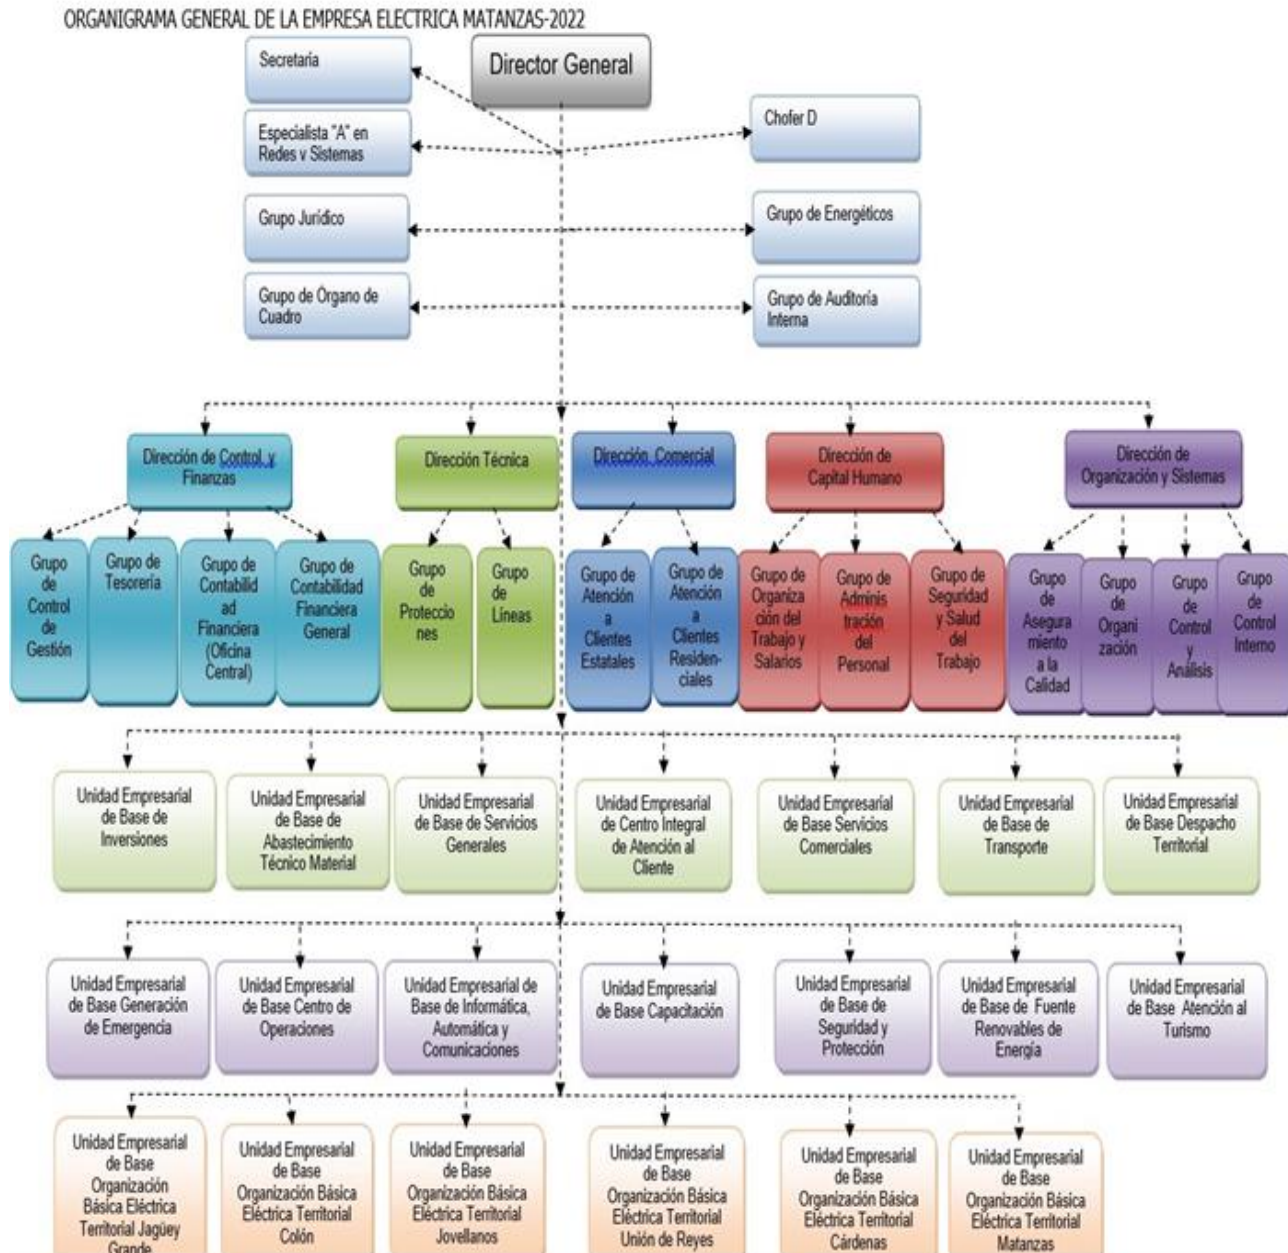 ORGANIGRAMA GENERAL DE LA EMPRESA ELECTRICA MATANZAS-2022
Director General
Secretaria
Especialista "A" en
Redes v Sistemas
Chofer D
Grupo Jurídico
Grupo de Energéticos
Grupo de Órgano de
Cuadro
Grupo de Auditoría
Interna
Dirección de Control y
Finanzas
Dirección Técnica
Dirección Comercial
Dirección de
Capital Humano
Dirección de
Organización y Sistemas
Grupo
de
Control
de
Gestión
Grupo de
Tesorería
Grupo de
Contabilid
ad
Financiera
(Oficina
Central)
Grupo de
Contabilidad
Financiera
General
Grupo
de
Proteccio
nes
Grupo
de
Líneas
Grupo de
Atención
a
Clientes
Estatales
Grupo de
Atención
a
Clientes
Residen-
ciales
Grupo de
Organiza
ción del
Trabajo y
Salarios
Grupo de
Adminis
tración
del
Personal
Grupo de
Seguridad
y Salud
del
Trabajo
Grupo
de
Asegura
miento
a la
Calidad
Grupo
de
Organi
zación
Grupo
de
Control
y
Análisis
Grupo
de
Control
Interno
Unidad Empresarial
de Base de
Inversiones
Unidad Empresarial
de Base de
Abastecimiento
Técnico Material
Unidad Empresarial
de Base de Servicios
Generales
Unidad Empresarial
de Centro Integral
de Atención al
Cliente
Unidad Empresarial
de Base Servicios
Comerciales
Unidad Empresarial
de Base de
Transporte
Unidad Empresarial
de Base Despacho
Territorial
Unidad Empresarial
de Base Generación
de Emergencia
Unidad Empresarial
de Base Centro de
Operaciones
Unidad Empresarial de
Base de Informática,
Automática y
Comunicaciones
Unidad Empresarial
de Base Capacitación
Unidad Empresarial
de Base de
Seguridad y
Protección
Unidad Empresarial
de Base de Fuente
Renovables de
Energía
Unidad Empresarial
de Base Atención al
Turismo
Unidad Empresarial
de Base
Organización
Básica Eléctrica
Territorial Jagüey
Grande
Unidad Empresarial
de Base
Organización Básica
Eléctrica Territorial
Colón
Unidad Empresarial
de Base
Organización Básica
Eléctrica Territorial
Jovellanos
Unidad Empresarial
de Base
Organización Básica
Eléctrica Territorial
Unión de Reyes
Unidad Empresarial
de Base
Organización Básica
Eléctrica Territorial
Cárdenas
Unidad Empresarial
de Base
Organización Básica
Eléctrica Territorial
Matanzas